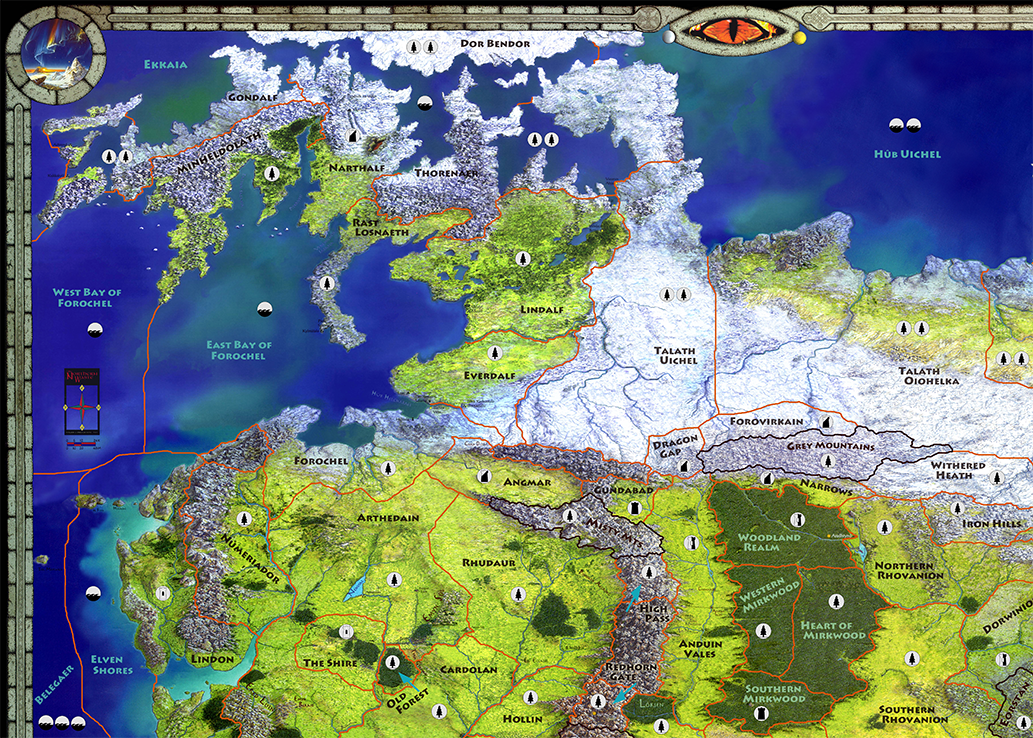 DOR BENDOR
EKKAIA
GONDALF
MINHELPOLATH
NARTHALF
THORENAER
HÛB UICHEL
RAST
LOSNAETH
WEST BAY OF
FOROCHEL
LINDALF
EAST BAY OF
FOROCHEL
TALATH
UICHEL
EVERDALF
TALATH
OIOHELKA
FOROVIRKAIN
DRAGON
GAP
GREY MOUNTAINS
FOROCHEL
WITHERED
HEATH
ANGMAR
GUNDABAD
NARROWS
ARTHEDAIN
MISTY MTS
IRON HILLS
WOODLAND
REALM
NUMERIADOR
RHUDAUR
NORTHERN
RHOVANION
WESTERN
MIRKWOOD
HIGH
PASS
HEART OF
MIRKWOOD
DORWINION
ANDUIN
VALES
ELVEN
SHORES
LINDON
THE SHIRE
CARDOLAN
REDHORN
GATE
BELEGAER
OLD
FOREST
SOUTHERN
MIRKWOOD
LÓRIEN
HOLLIN
SOUTHERN
RHOVANION